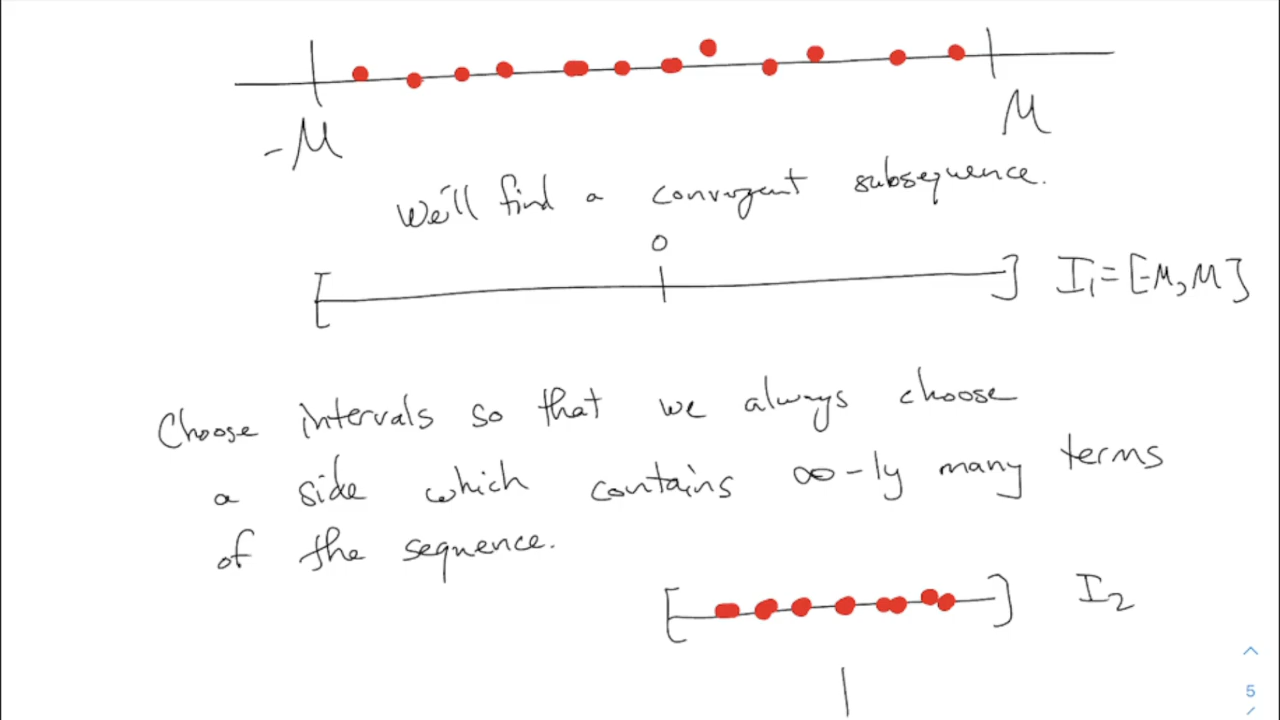 -M M
We'll find a convergent subsequence.
0
I₁ = [-M, M]
Choose intervals so that we always choose
a side which contains ∞-ly many terms
of the sequence.
I₂
5